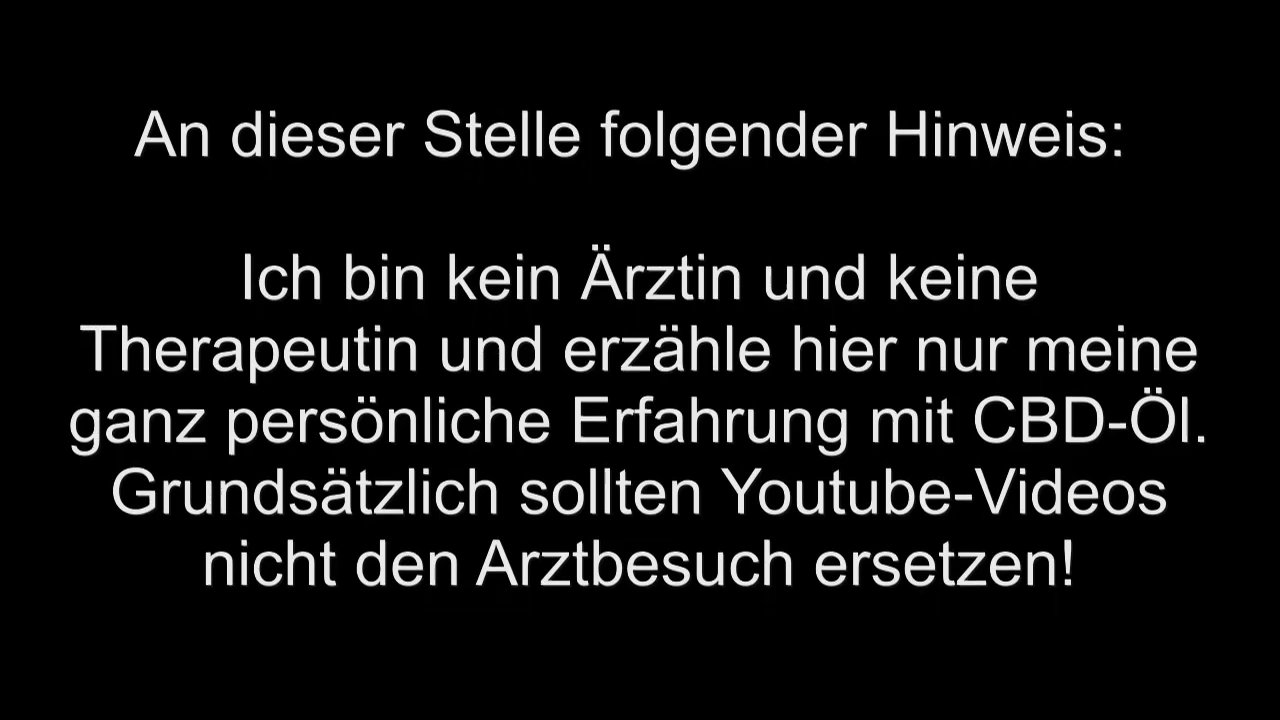 An dieser Stelle folgender Hinweis:
Ich bin kein Ärztin und keine
Therapeutin und erzähle hier nur meine
ganz persönliche Erfahrung mit CBD-Öl.
Grundsätzlich sollten Youtube-Videos
nicht den Arztbesuch ersetzen!